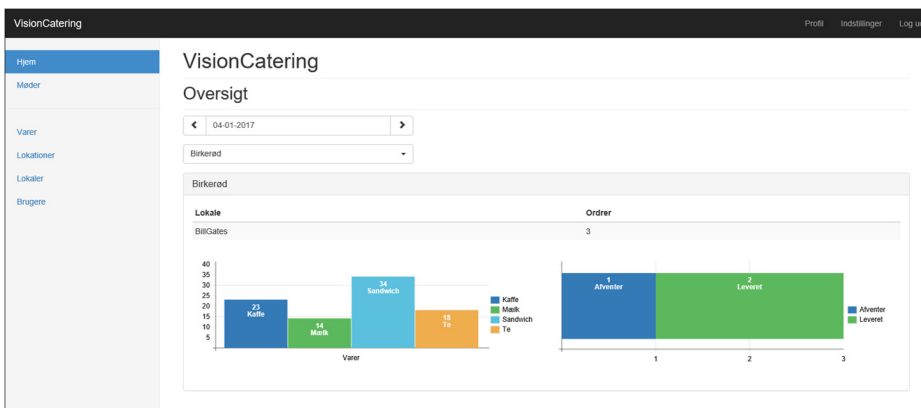 VisionCatering
Profil Indstillinger Log
Hjem
Møder
Varer
Lokationer
Lokaler
Brugere
VisionCatering
Oversigt
04-01-2017
Birkerød
Birkerød
Lokale Ordrer
BillGates 3
40
35
30
25
20
15
10
5
23
Kaffe
14
Mælk
34
Sandwich
18
Te
Varer
Kaffe
Mælk
Sandwich
Te
1
Afventer
2
Leveret
1 2 3
Afventer
Leveret